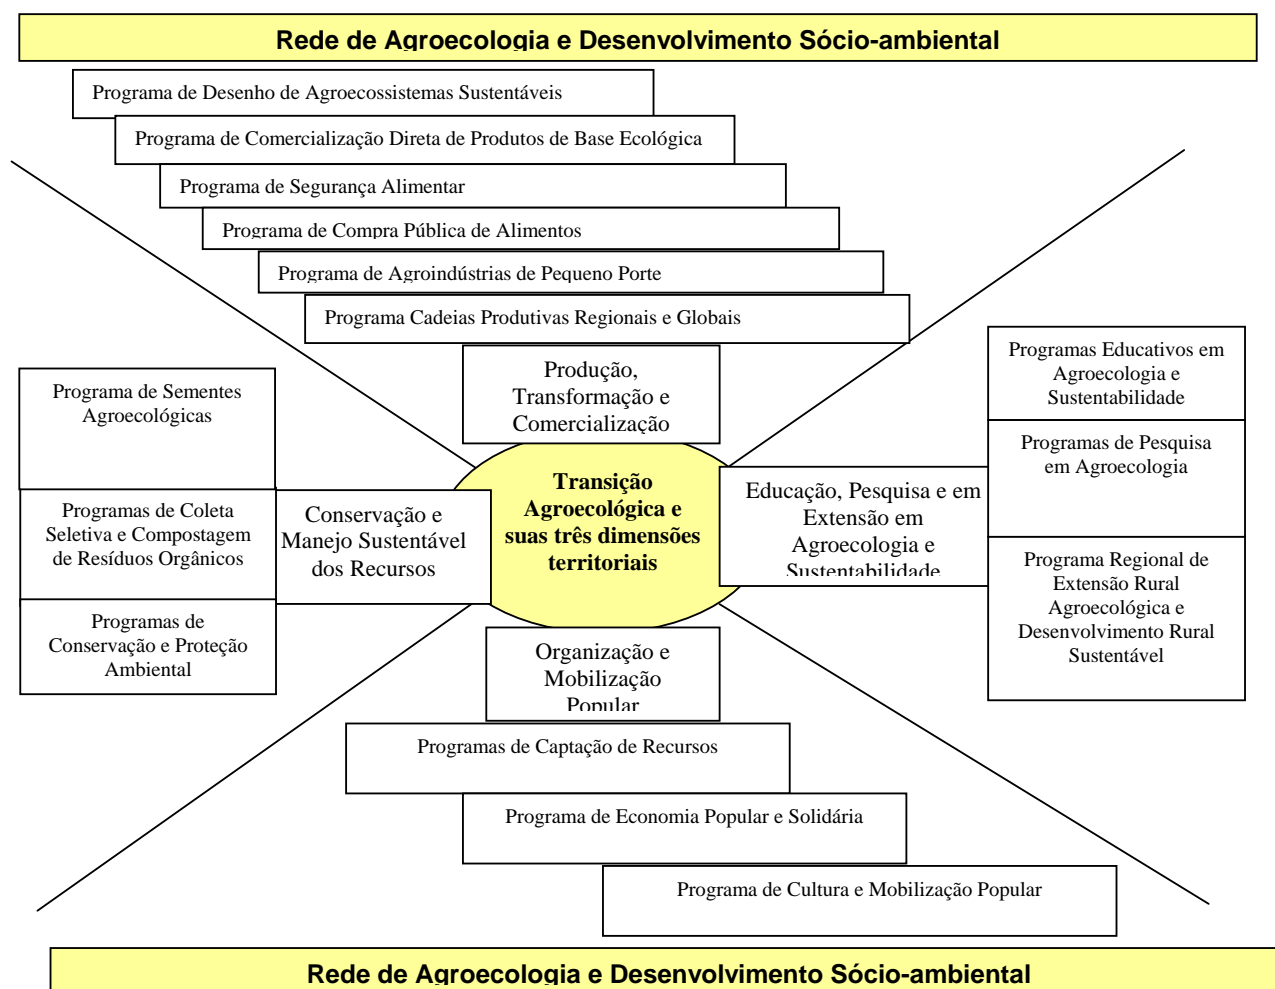 Rede de Agroecologia e Desenvolvimento Sócio-ambiental
Programa de Desenho de Agroecossistemas Sustentáveis
Programa de Comercialização Direta de Produtos de Base Ecológica
Programa de Segurança Alimentar
Programa de Compra Pública de Alimentos
Programa de Agroindústrias de Pequeno Porte
Programa Cadeias Produtivas Regionais e Globais
Produção,
Transformação e
Comercialização
Programa de Sementes
Agroecológicas
Programas de Coleta
Seletiva e Compostagem
de Resíduos Orgânicos
Programas de
Conservação e Proteção
Ambiental
Conservação e
Manejo Sustentável
dos Recursos
Transição
Agroecológica e
suas três dimensões
territoriais
Educação, Pesquisa e em
Extensão em
Agroecologia e
Sustentabilidade
Programas Educativos em
Agroecologia e
Sustentabilidade
Programas de Pesquisa
em Agroecologia
Programa Regional de
Extensão Rural
Agroecológica e
Desenvolvimento Rural
Sustentável
Organização e
Mobilização
Popular
Programas de Captação de Recursos
Programa de Economia Popular e Solidária
Programa de Cultura e Mobilização Popular
Rede de Agroecologia e Desenvolvimento Sócio-ambiental